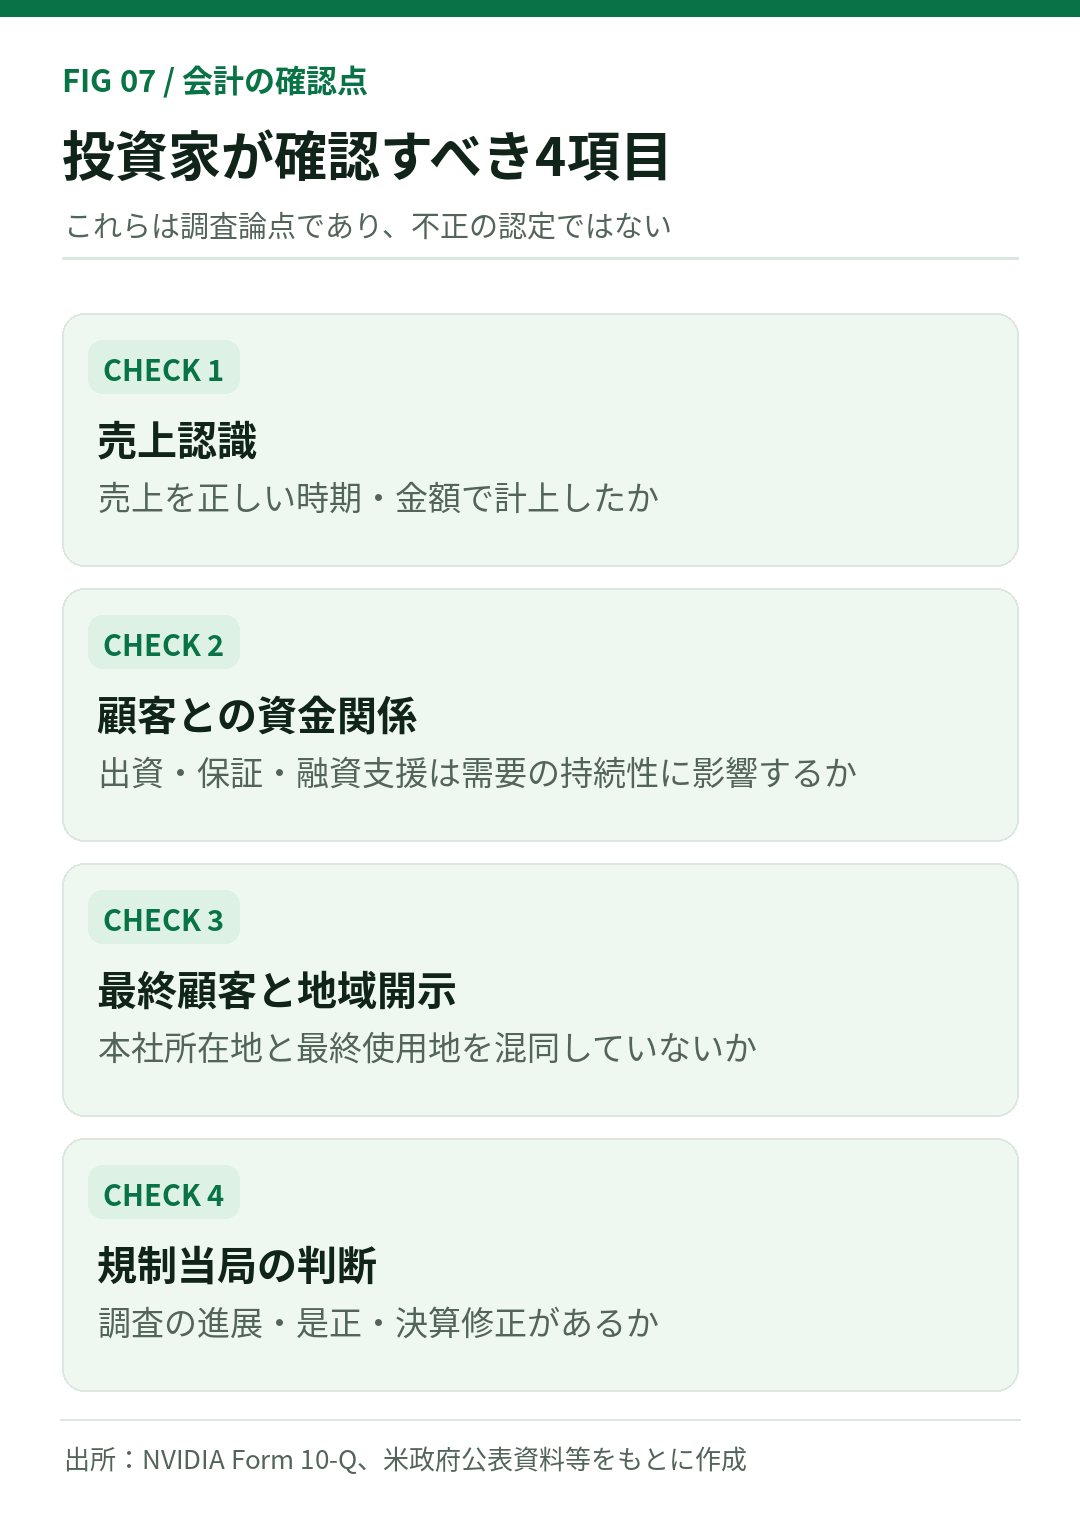 FIG 07 / 会計の確認点
投資家が確認すべき4項目
これらは調査論点であり、不正の認定ではない
CHECK 1
売上認識
売上を正しい時期・金額で計上したか
CHECK 2
顧客との資金関係
出資・保証・融資支援は需要の持続性に影響するか
CHECK 3
最終顧客と地域開示
本社所在地と最終使用地を混同していないか
CHECK 4
規制当局の判断
調査の進展・是正・決算修正があるか
出所：NVIDIA Form 10-Q、米政府公表資料等をもとに作成